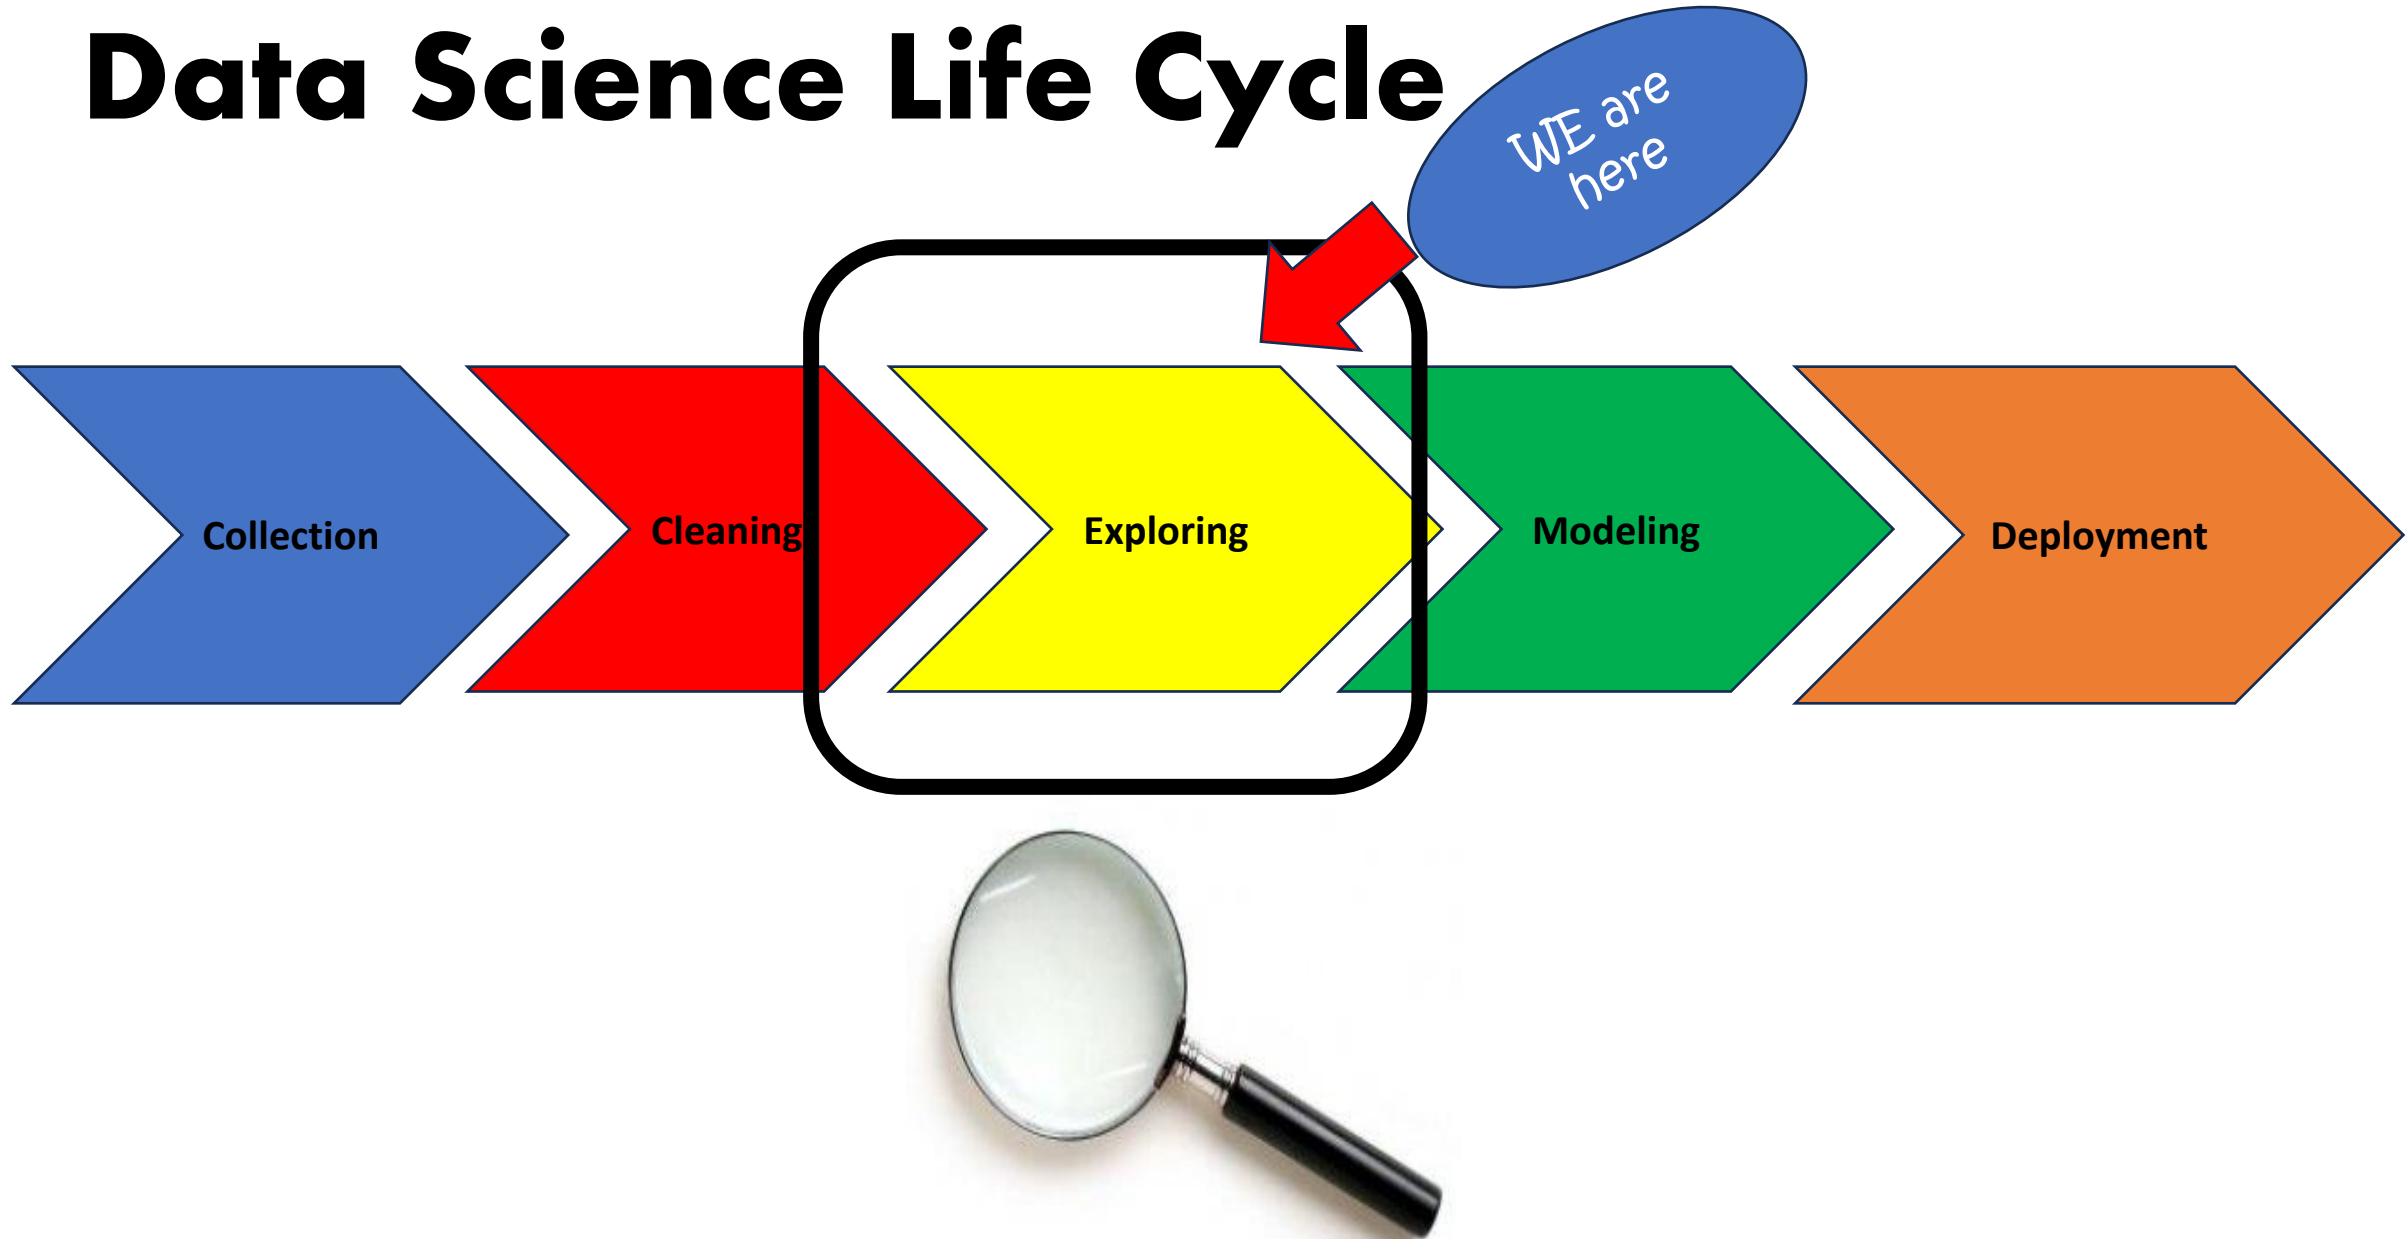 Data Science Life Cycle
WE are
here
Collection
Cleaning
Exploring
Modeling
Deployment